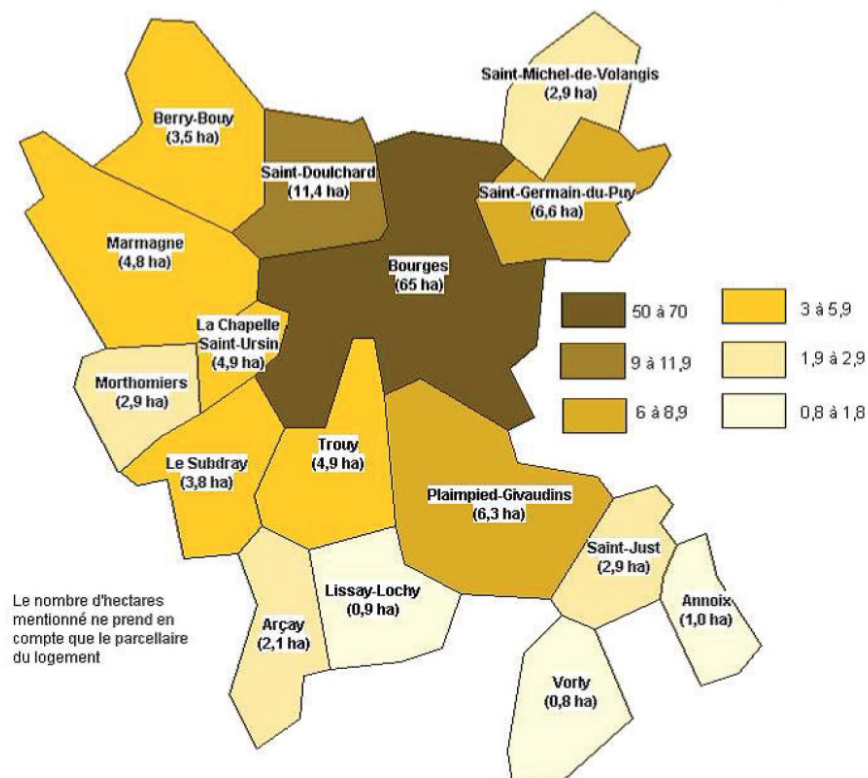 Saint-Michel-de-Volangis
(2,9 ha)
Berry-Bouy
(3,5 ha)
Saint-Doulchard
(11,4 ha)
Saint-Germain-du-Puy
(6,6 ha)
Marmagne
(4,8 ha)
Bourges
(65 ha)
La Chapelle
Saint-Ursin
(4,9 ha)
50 à 70
3 à 5,9
9 à 11,9
1,9 à 2,9
6 à 8,9
0,8 à 1,8
Morthomiers
(2,9 ha)
Le Subdray
(3,8 ha)
Trouy
(4,9 ha)
Plaimpied-Givaudins
(6,3 ha)
Saint-Just
(2,9 ha)
Lissay-Lochy
(0,9 ha)
Annoix
(1,0 ha)
Arçay
(2,1 ha)
Vorly
(0,8 ha)
Le nombre d'hectares
mentionné ne prend en
compte que le parcellaire
du logement